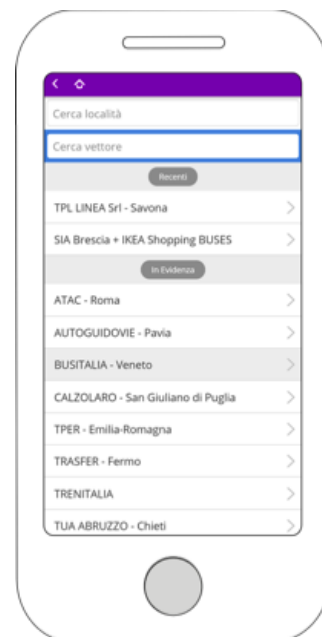 Cerca località
Cerca vettore
Recenti
TPL LINEA Srl - Savona
SIA Brescia + IKEA Shopping BUSES
In Evidenza
ATAC - Roma
AUTOGUIDOVIE - Pavia
BUSITALIA - Veneto
CALZOLARO - San Giuliano di Puglia
TPER - Emilia-Romagna
TRASFER - Fermo
TRENITALIA
TUA ABRUZZO - Chieti